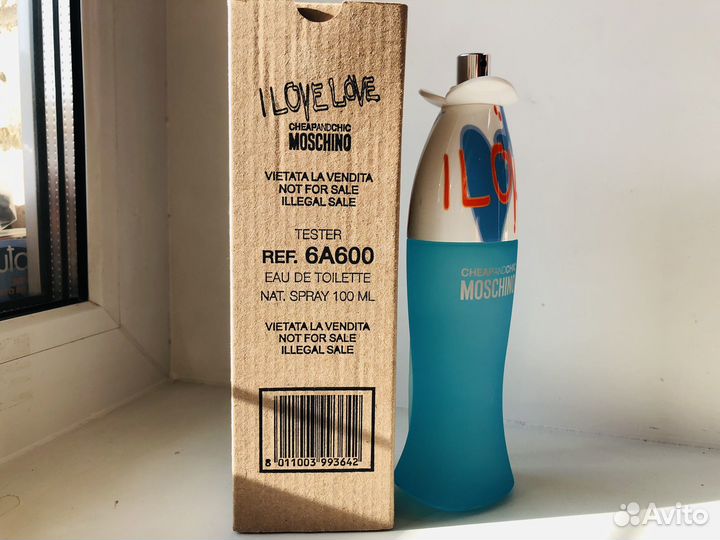 I LOVE LOVE
CHEAPANDCHIC
MOSCHINO
VIETATA LA VENDITA
NOT FOR SALE
ILLEGAL SALE
TESTER
REF. 6A600
EAU DE TOILETTE
NAT. SPRAY 100 ML
VIETATA LA VENDITA
NOT FOR SALE
ILLEGAL SALE
8 011003 993642
I LO
CHEAPANDCHIC
MOSCHINO
Avito